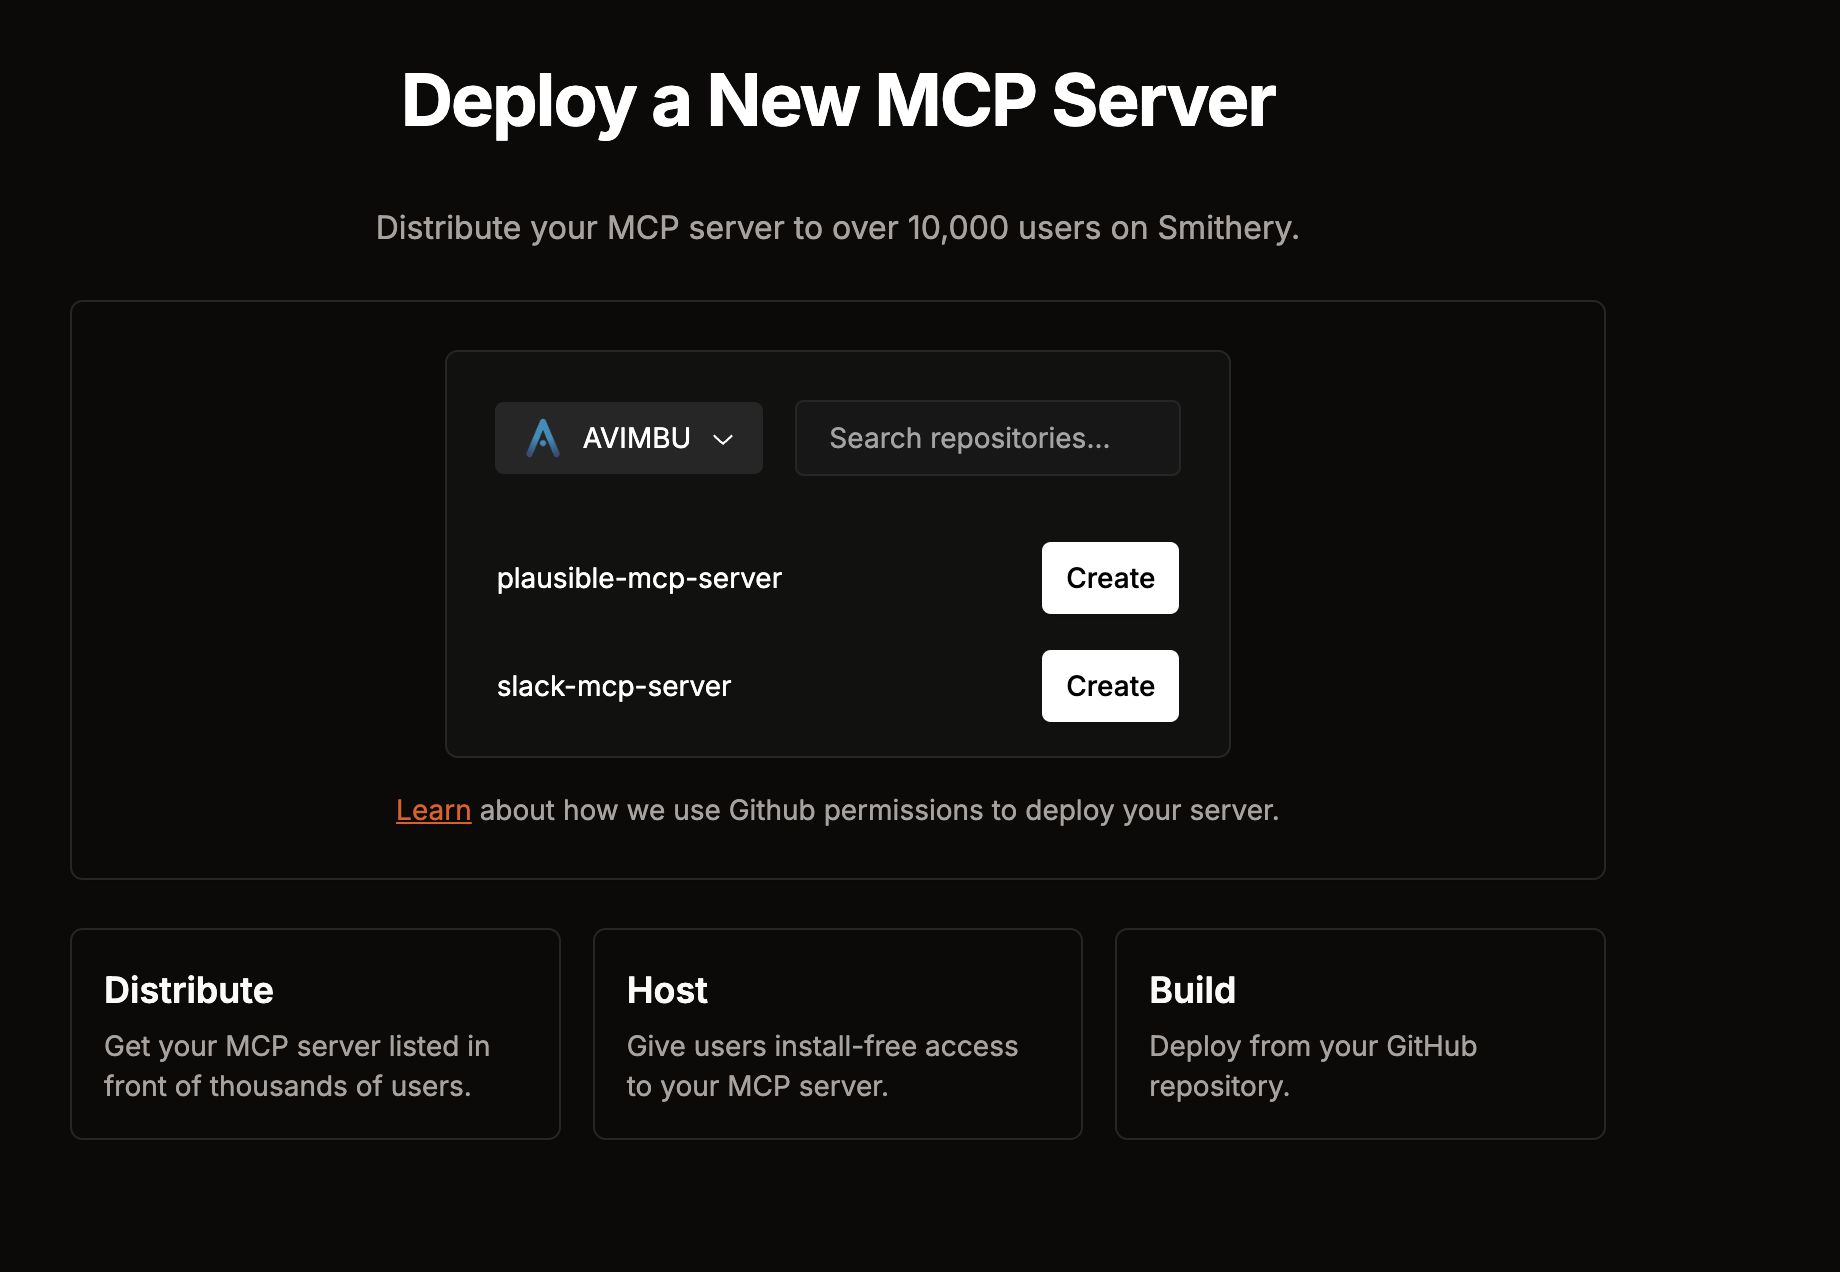 Deploy a New MCP Server
Distribute your MCP server to over 10,000 users on Smithery.
AVIMBU
Search repositories...
plausible-mcp-server
Create
slack-mcp-server
Create
Learn about how we use Github permissions to deploy your server.
Distribute
Get your MCP server listed in
front of thousands of users.
Host
Give users install-free access
to your MCP server.
Build
Deploy from your GitHub
repository.